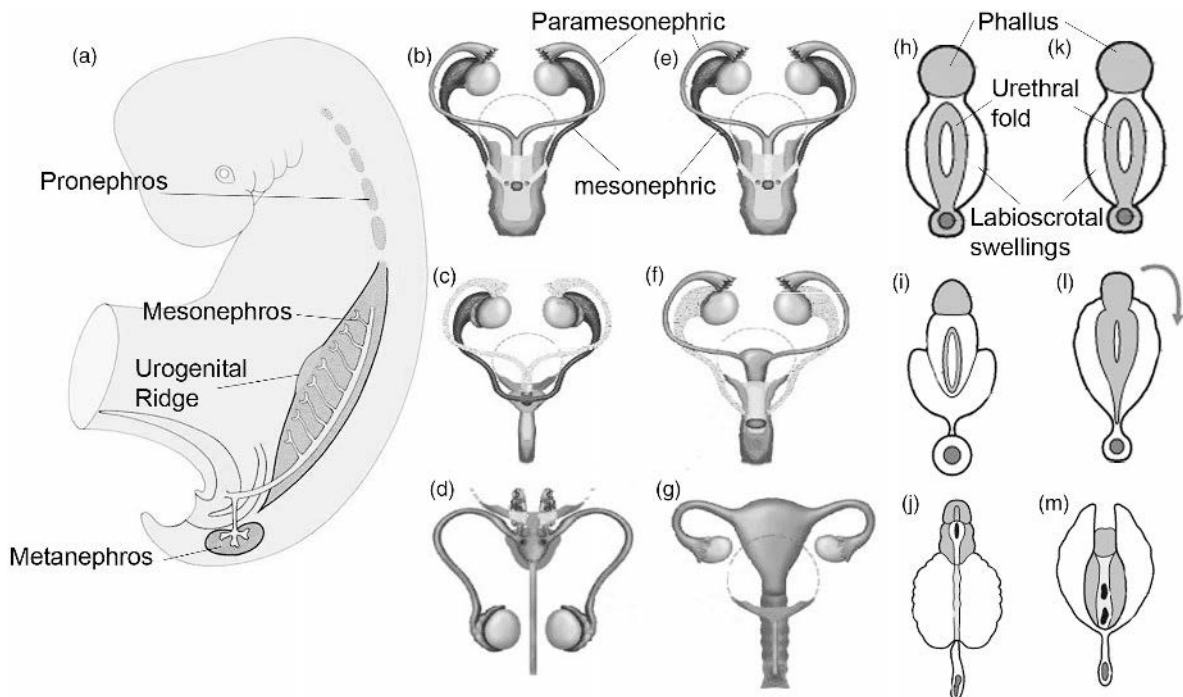 (a)
Pronephros
Mesonephros
Urogenital
Ridge
Metanephros
Paramesonephric
(b)
(e)
mesonephric
(c)
(f)
(d)
(g)
Phallus
(h)
(k)
Urethral
fold
Labioscrotal
swellings
(i)
(l)
(j)
(m)